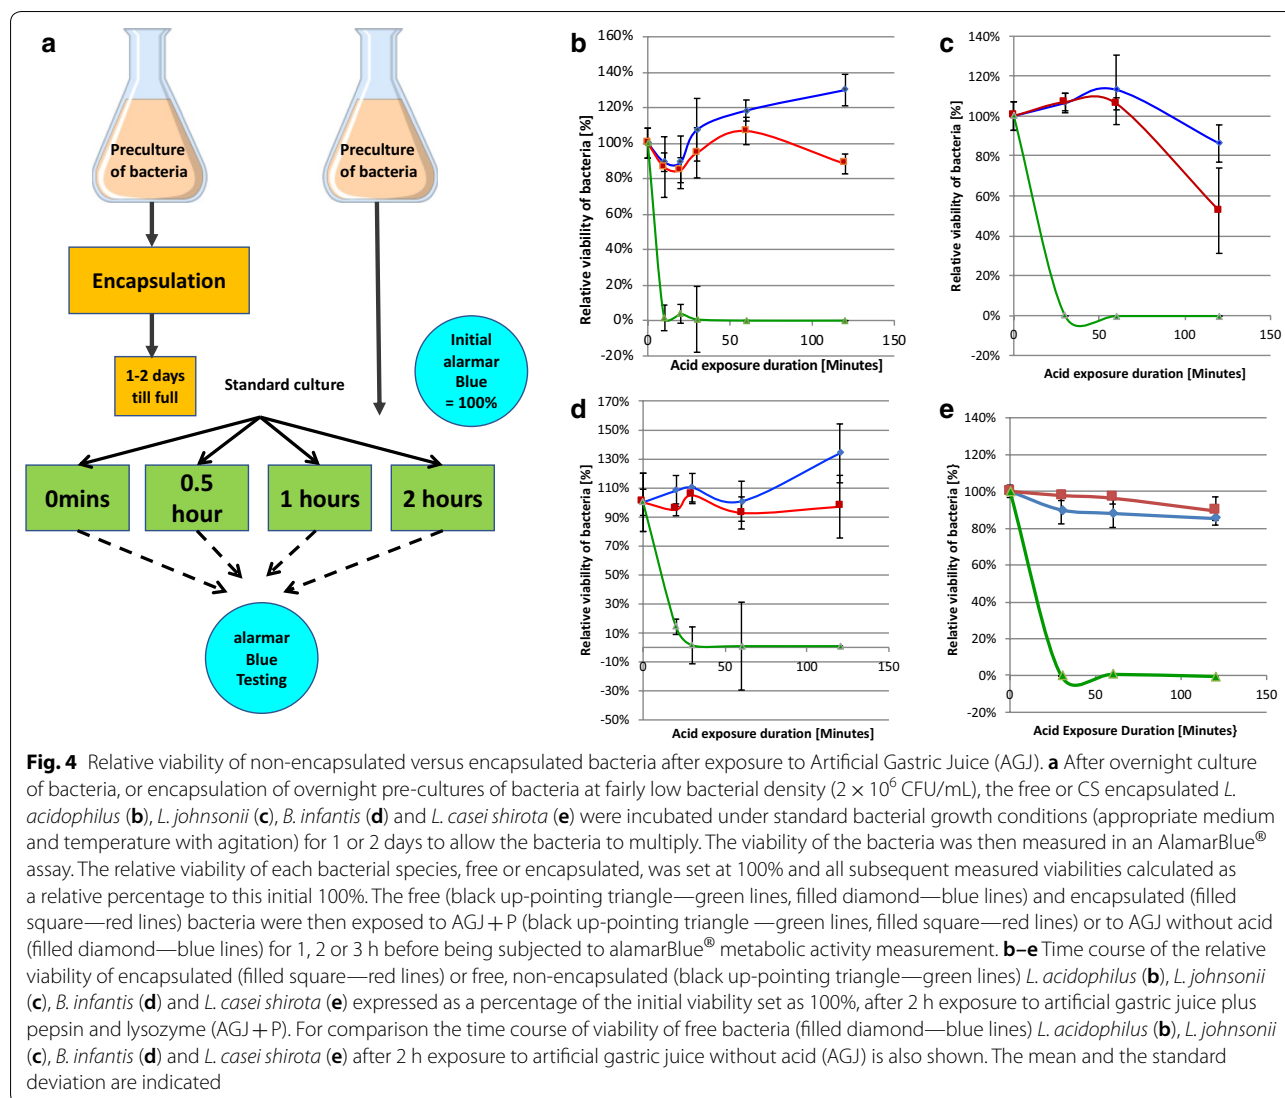 a
Preculture
of bacteria
Preculture
of bacteria
Encapsulation
1-2 days
till full
Standard culture
Initial
alarmar
Blue
= 100%
0mins
0.5
hour
1 hours
2 hours
alarmar
Blue
Testing
b
Relative viability of bacteria [%]
160%
140%
120%
100%
80%
60%
40%
20%
0%
-20%
0
50
100
150
Acid exposure duration [Minutes]
c
Relative viability of bacteria [%]
140%
120%
100%
80%
60%
40%
20%
0%
-20%
0
50
100
150
Acid exposure duration [Minutes]
d
Relative viability of bacteria [%]
170%
150%
130%
110%
90%
70%
50%
30%
10%
-10%
-30%
-50%
0
50
100
150
Acid exposure duration [Minutes]
e
Relative viability of bacteria [%}
140%
120%
100%
80%
60%
40%
20%
0%
-20%
0
50
100
150
Acid Exposure Duration [Minutes}
Fig. 4 Relative viability of non-encapsulated versus encapsulated bacteria after exposure to Artificial Gastric Juice (AGJ). a After overnight culture
of bacteria, or encapsulation of overnight pre-cultures of bacteria at fairly low bacterial density (2 × 10⁶ CFU/mL), the free or CS encapsulated L.
acidophilus (b), L. johnsonii (c), B. infantis (d) and L. casei shirota (e) were incubated under standard bacterial growth conditions (appropriate medium
and temperature with agitation) for 1 or 2 days to allow the bacteria to multiply. The viability of the bacteria was then measured in an AlamarBlue®
assay. The relative viability of each bacterial species, free or encapsulated, was set at 100% and all subsequent measured viabilities calculated as
a relative percentage to this initial 100%. The free (black up-pointing triangle—green lines, filled diamond—blue lines) and encapsulated (filled
square—red lines) bacteria were then exposed to AGJ + P (black up-pointing triangle —green lines, filled square—red lines) or to AGJ without acid
(filled diamond—blue lines) for 1, 2 or 3 h before being subjected to alamarBlue® metabolic activity measurement. b–e Time course of the relative
viability of encapsulated (filled square—red lines) or free, non-encapsulated (black up-pointing triangle—green lines) L. acidophilus (b), L. johnsonii
(c), B. infantis (d) and L. casei shirota (e) expressed as a percentage of the initial viability set as 100%, after 2 h exposure to artificial gastric juice plus
pepsin and lysozyme (AGJ + P). For comparison the time course of viability of free bacteria (filled diamond—blue lines) L. acidophilus (b), L. johnsonii
(c), B. infantis (d) and L. casei shirota (e) after 2 h exposure to artificial gastric juice without acid (AGJ) is also shown. The mean and the standard
deviation are indicated